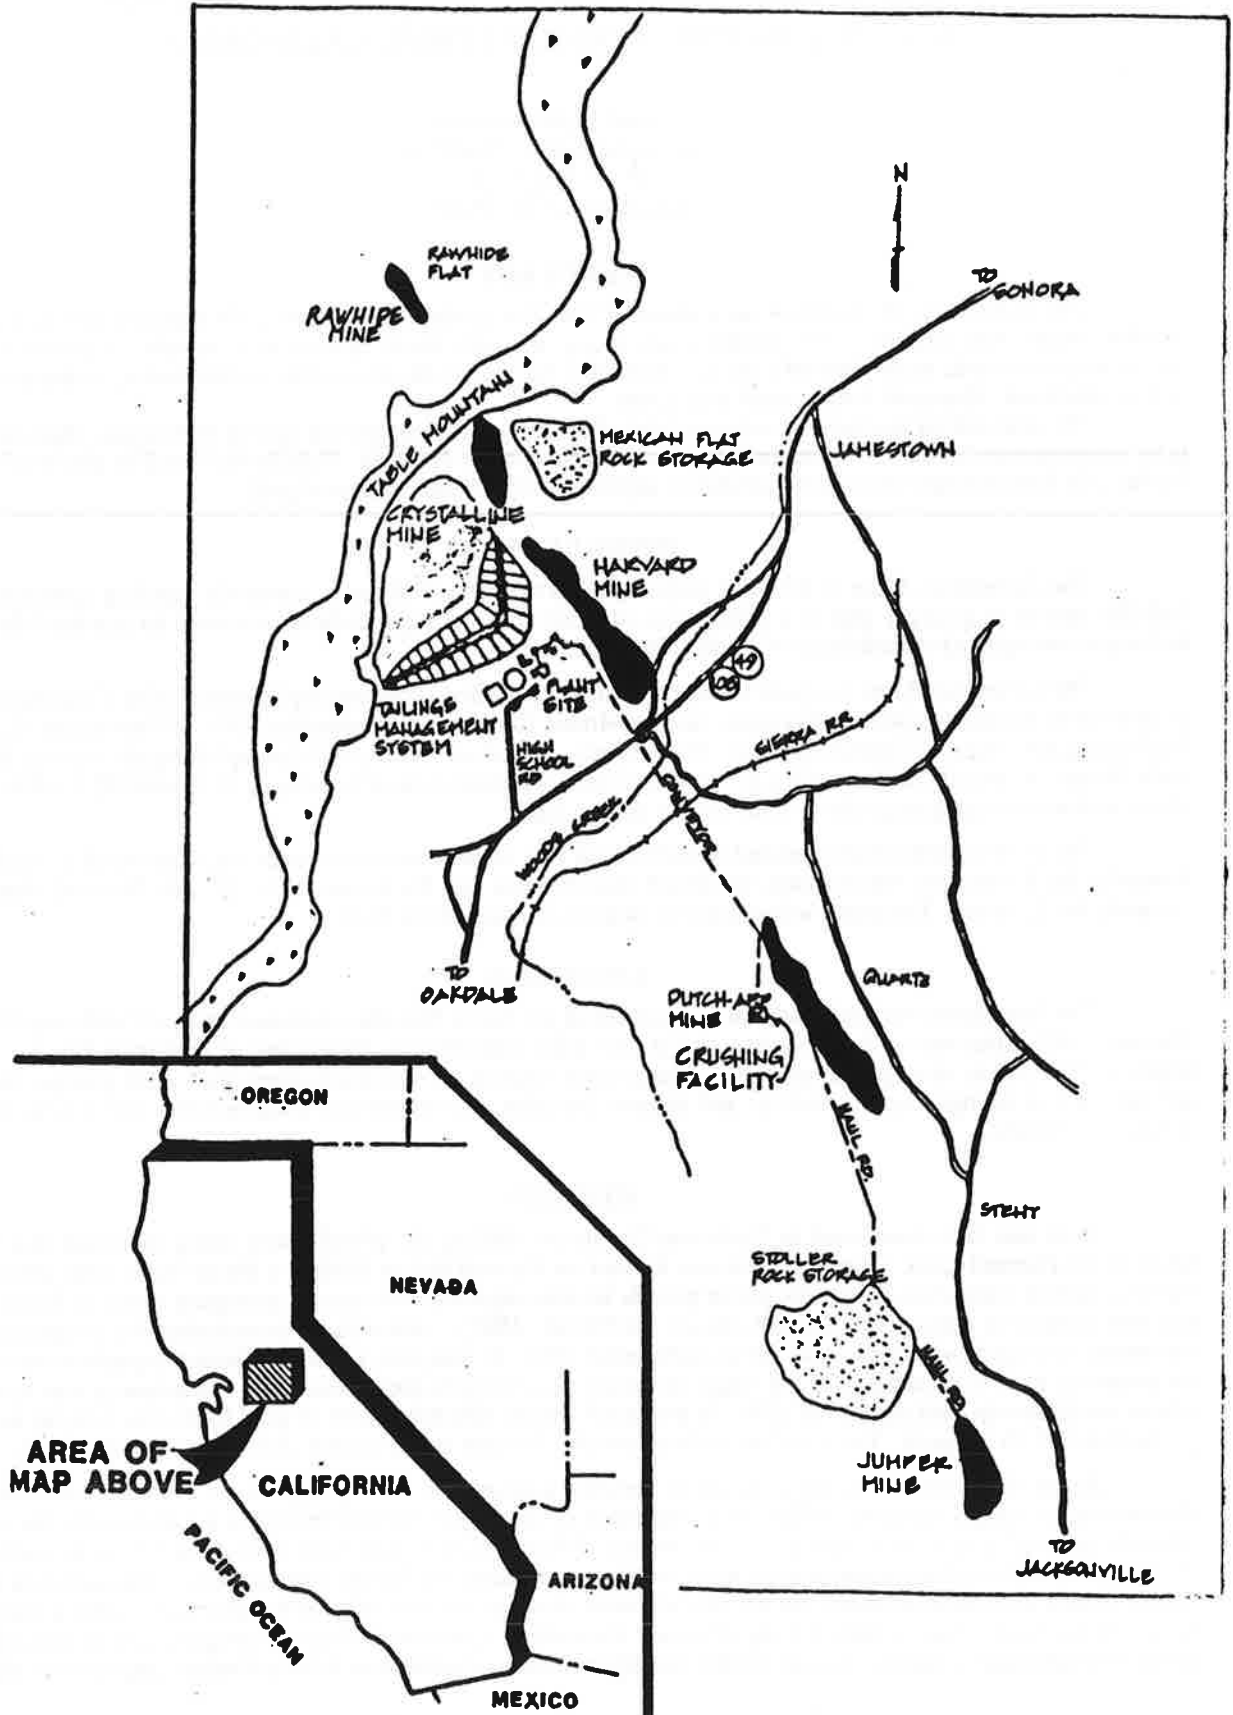 N
TO
SONORA
RAWHIDE
FLAT
RAWHIDE
MINE
TABLE MOUNTAIN
MEXICAN FLAT
ROCK STORAGE
JAMESTOWN
CRYSTALLINE
MINE
HARVARD
MINE
49
108
PLANT
SITE
TAILINGS
MANAGEMENT
SYSTEM
HIGH
SCHOOL
RD
SIERRA RR.
WOODS CREEK
CONVEYOR
TO
OAKDALE
QUARTZ
DUTCH-APP
MINE
CRUSHING
FACILITY
HAUL RD.
STENT
STOLLER
ROCK STORAGE
HAUL RD
JUMPER
MINE
TO
JACKSONVILLE
OREGON
NEVADA
AREA OF
MAP ABOVE
CALIFORNIA
PACIFIC OCEAN
ARIZONA
MEXICO